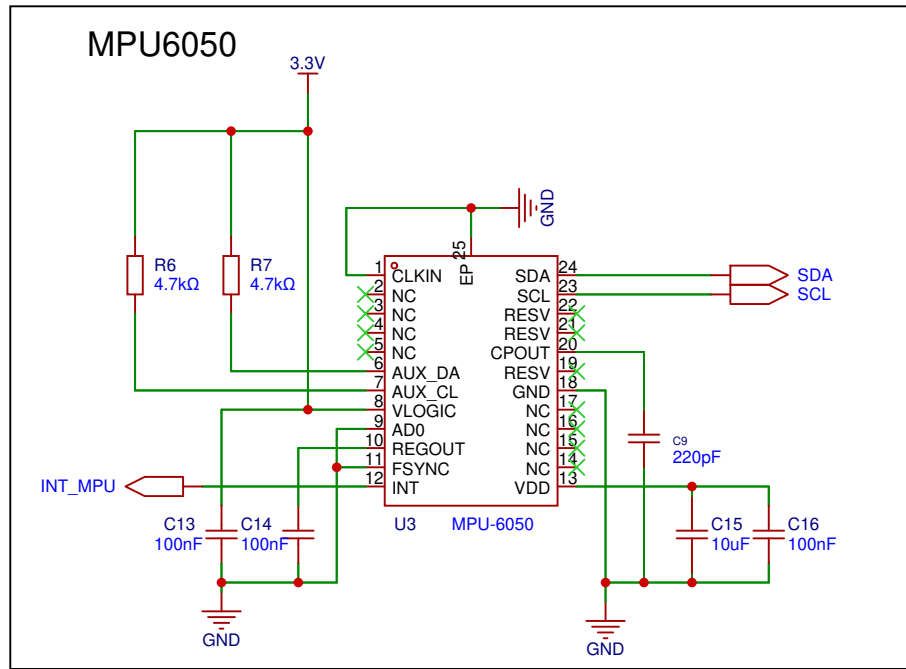 MPU6050
3.3V
GND
R6
4.7kΩ
R7
4.7kΩ
EP 25
1 CLKIN
2 NC
3 NC
4 NC
5 NC
6 AUX_DA
7 AUX_CL
8 VLOGIC
9 AD0
10 REGOUT
11 FSYNC
12 INT
SDA 24
SCL 23
RESV 22
RESV 21
CPOUT 20
RESV 19
GND 18
NC 17
NC 16
NC 15
NC 14
VDD 13
SDA
SCL
C9
220pF
INT_MPU
U3 MPU-6050
C13
100nF
C14
100nF
C15
10uF
C16
100nF
GND
GND